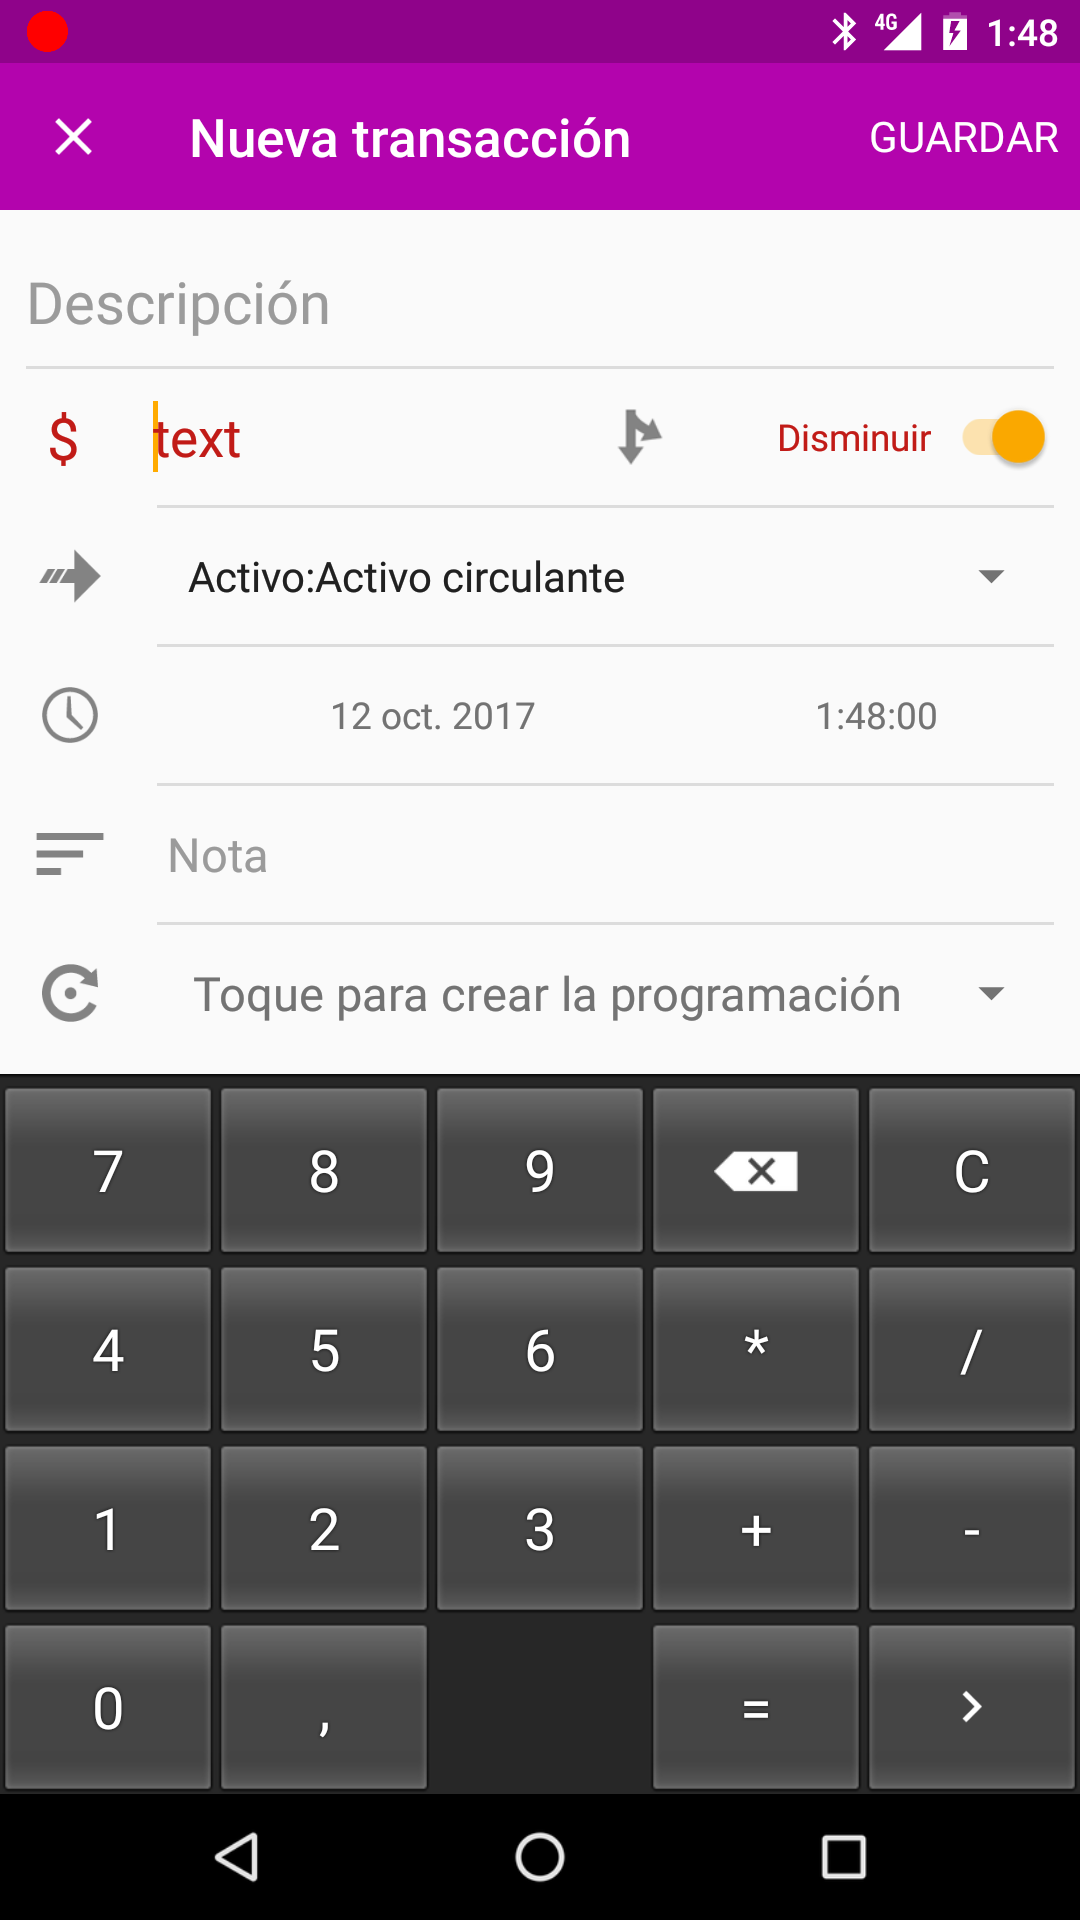 4G 1:48
Nueva transacción GUARDAR
Descripción
$ text Disminuir
Activo:Activo circulante
12 oct. 2017 1:48:00
Nota
Toque para crear la programación
7 8 9 C
4 5 6 * /
1 2 3 + -
0 , = >